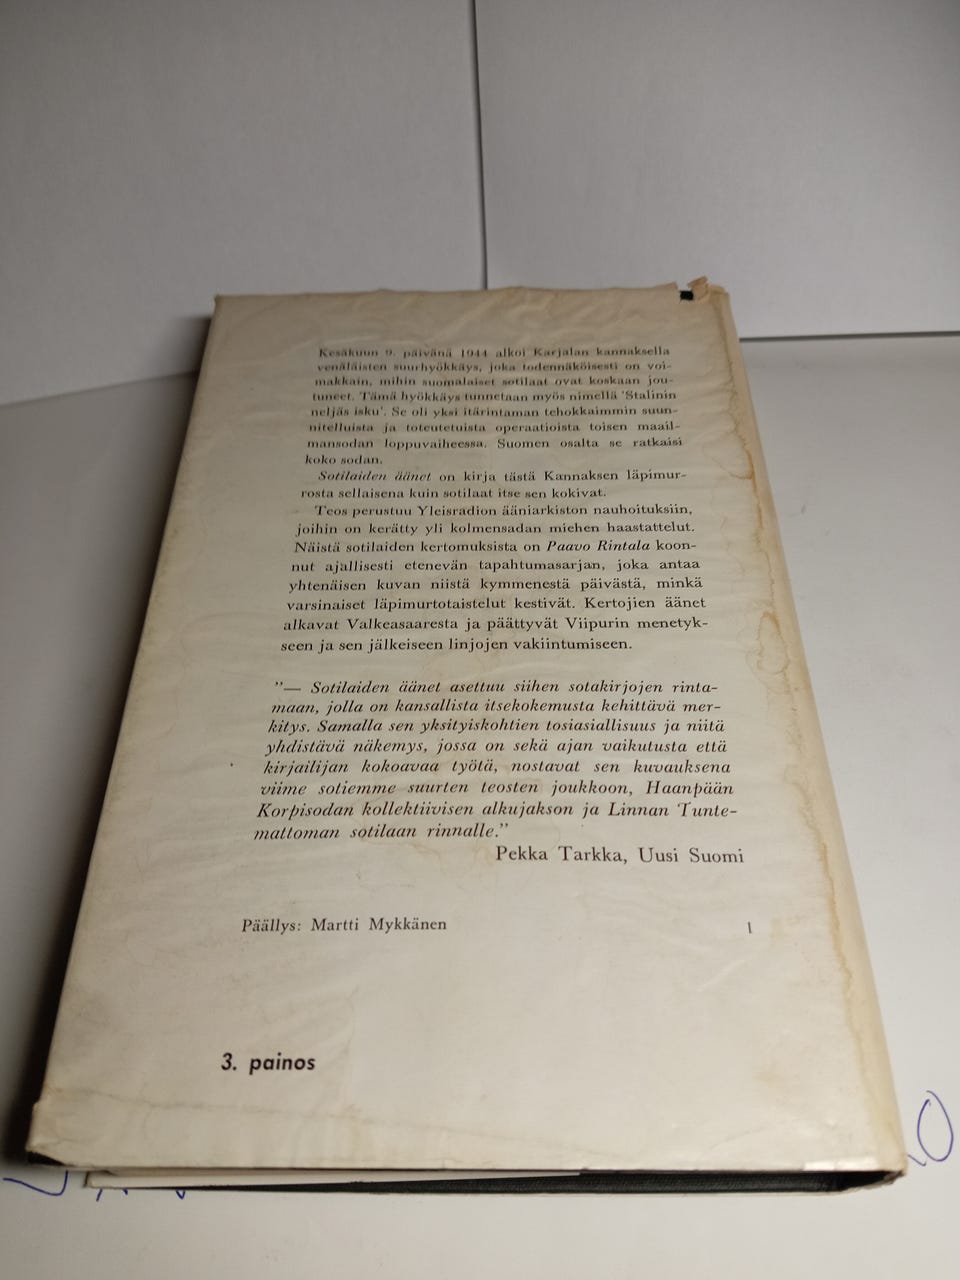 Kesäkuun 9. päivänä 1944 alkoi Karjalan kannaksella
venäläisten suurhyökkäys, joka todennäköisesti on voi-
makkain, mihin suomalaiset sotilaat ovat koskaan jou-
tuneet. Tämä hyökkäys tunnetaan myös nimellä 'Stalinin
neljäs isku'. Se oli yksi itärintaman tehokkaimmin suun-
nitelluista ja toteutetuista operaatioista toisen maail-
mansodan loppuvaiheessa. Suomen osalta se ratkaisi
koko sodan.
Sotilaiden äänet on kirja tästä Kannaksen läpimur-
rosta sellaisena kuin sotilaat itse sen kokivat.
Teos perustuu Yleisradion ääniarkiston nauhoituksiin,
joihin on kerätty yli kolmensadan miehen haastattelut.
Näistä sotilaiden kertomuksista on Paavo Rintala koon-
nut ajallisesti etenevän tapahtumasarjan, joka antaa
yhtenäisen kuvan niistä kymmenestä päivästä, minkä
varsinaiset läpimurtotaistelut kestivät. Kertojien äänet
alkavat Valkeasaaresta ja päättyvät Viipurin menetyk-
seen ja sen jälkeiseen linjojen vakiintumiseen.
"— Sotilaiden äänet asettuu siihen sotakirjojen rinta-
maan, jolla on kansallista itsekokemusta kehittävä mer-
kitys. Samalla sen yksityiskohtien tosiasiallisuus ja niitä
yhdistävä näkemys, jossa on sekä ajan vaikutusta että
kirjailijan kokoavaa työtä, nostavat sen kuvauksena
viime sotiemme suurten teosten joukkoon, Haanpään
Korpisodan kollektiivisen alkujakson ja Linnan Tunte-
mattoman sotilaan rinnalle."
Pekka Tarkka, Uusi Suomi
Päällys: Martti Mykkänen
1
3. painos